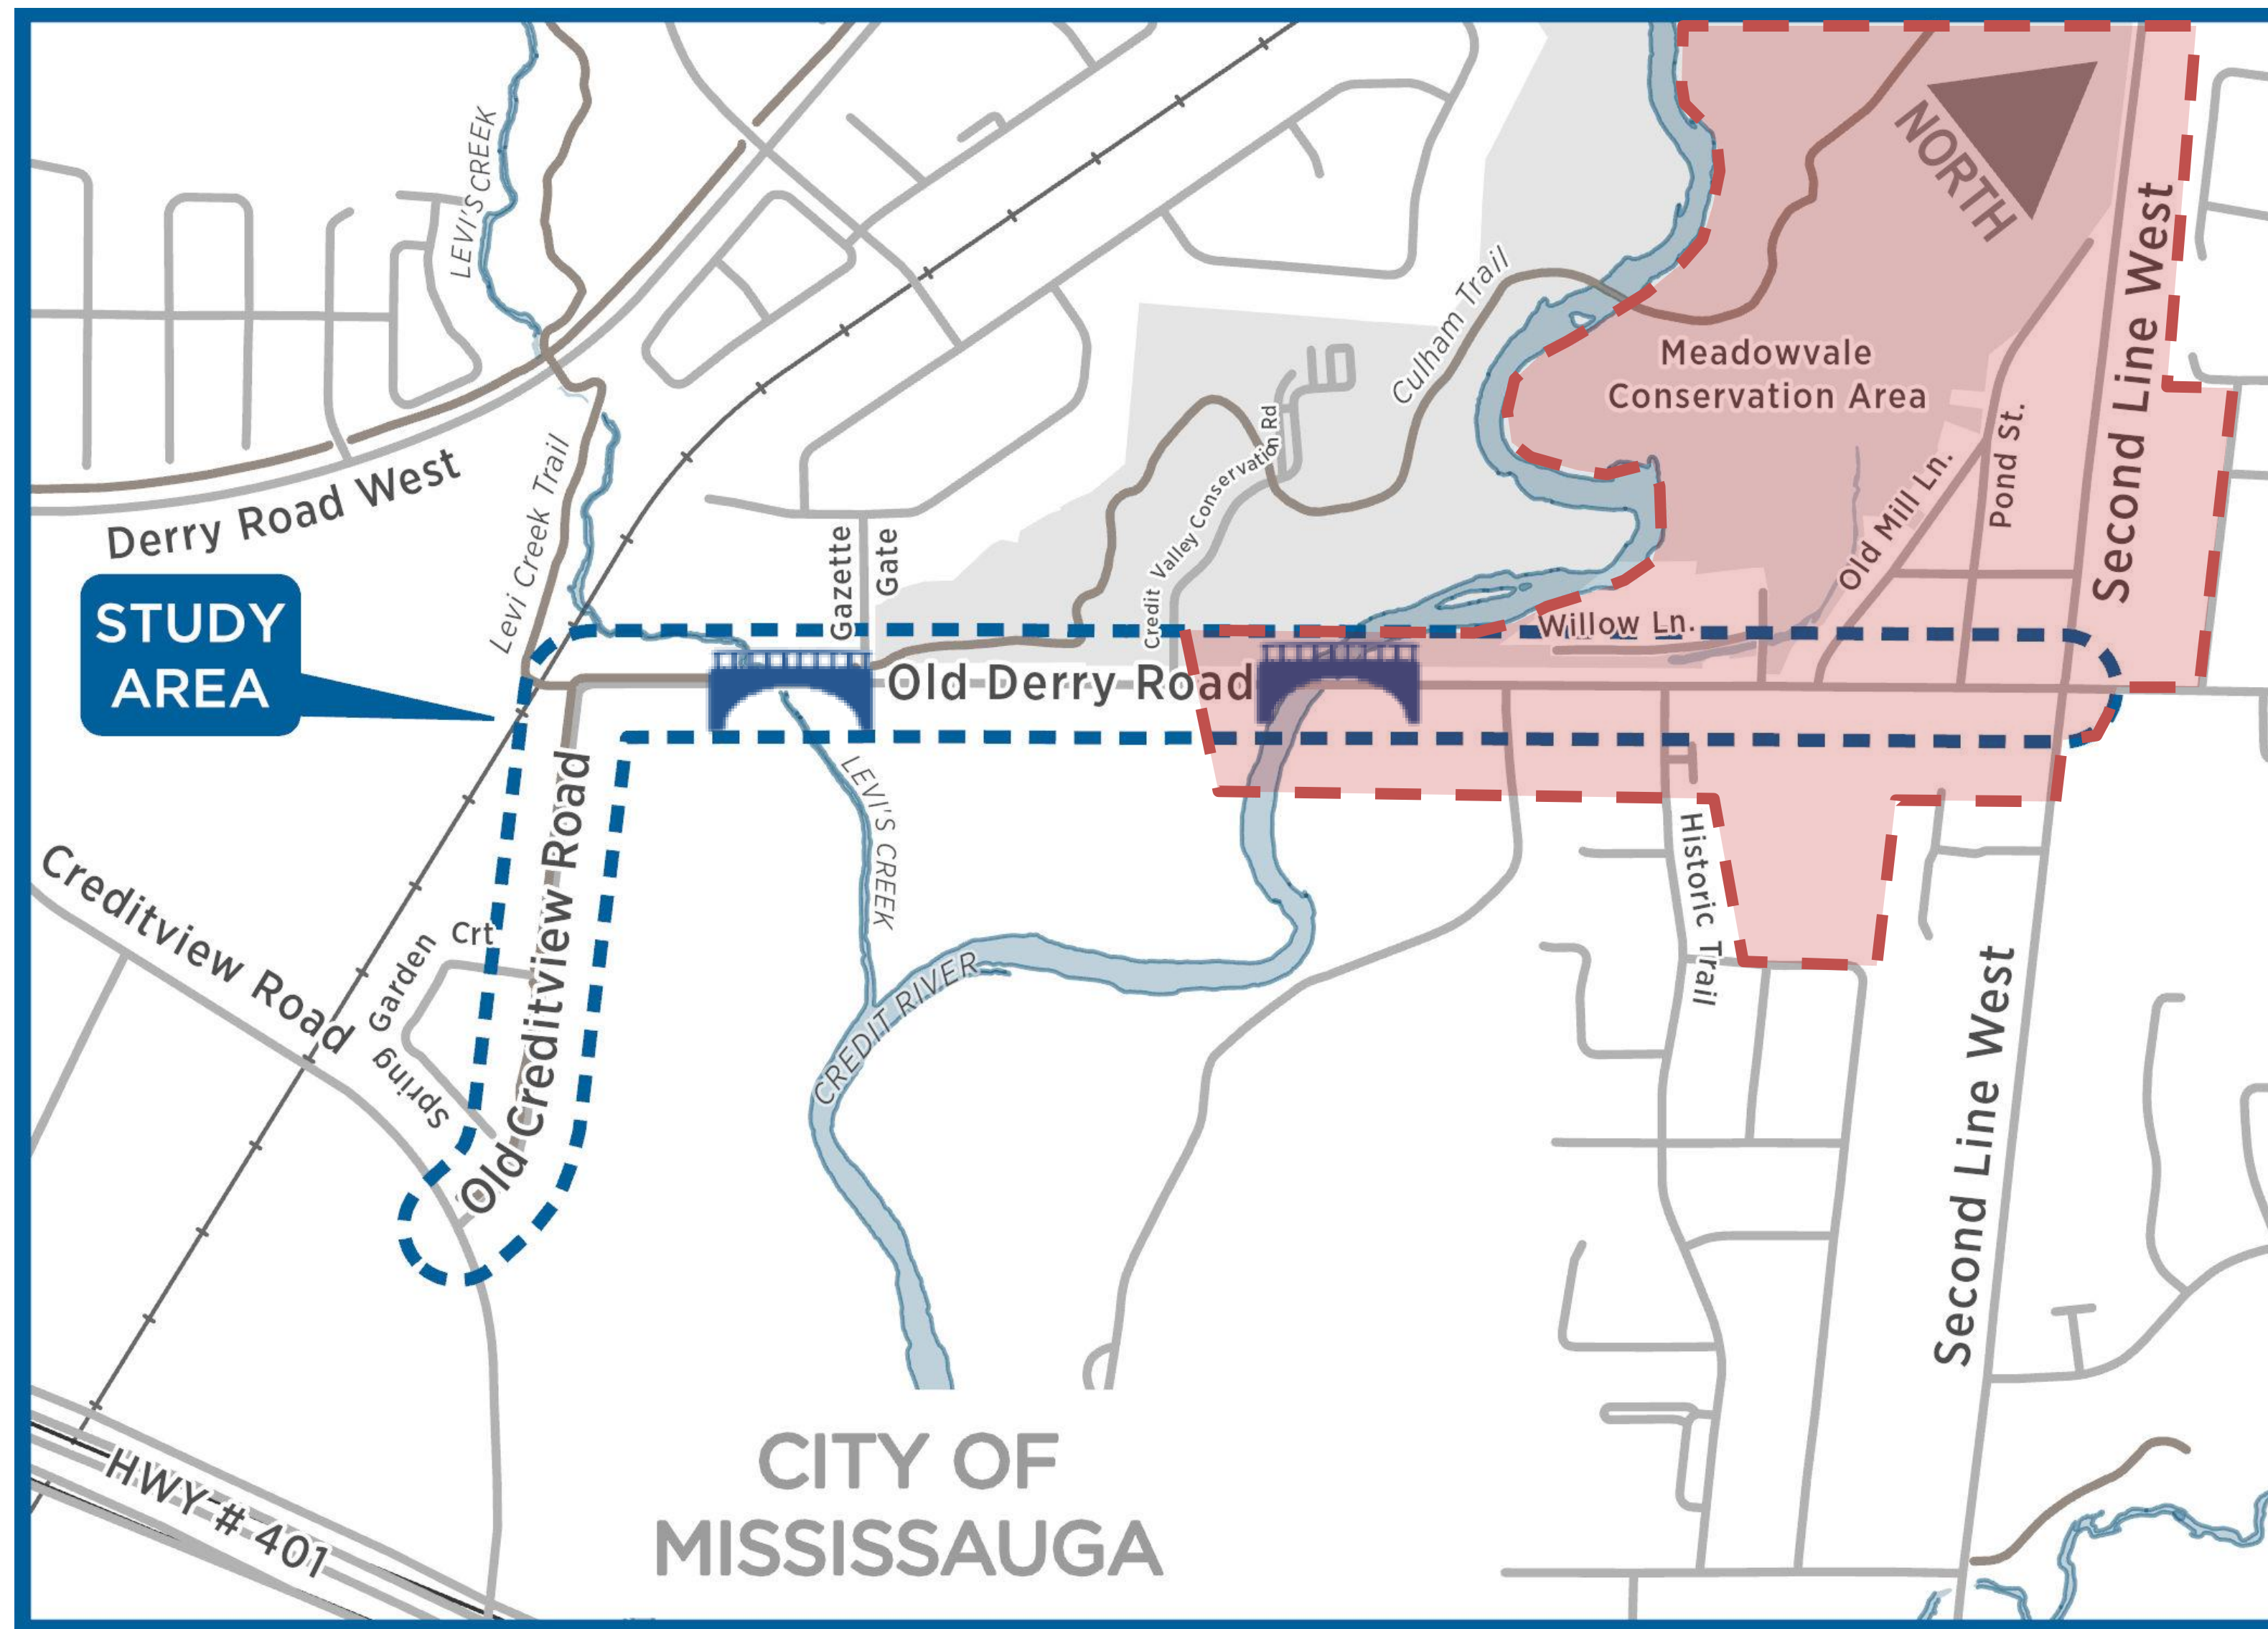 LEVI'S CREEK
NORTH
Second Line West
Culham Trail
Meadowvale
Conservation Area
Derry Road West
Levi Creek Trail
Credit Valley Conservation Rd
Old Mill Ln.
Pond St.
Gazette
Gate
STUDY
AREA
Willow Ln.
Old Derry Road
Old Creditview Road
LEVI'S CREEK
Historic Trail
Creditview Road
Spring
Garden
Crt
CREDIT RIVER
Second Line West
CITY OF
MISSISSAUGA
HWY # 401